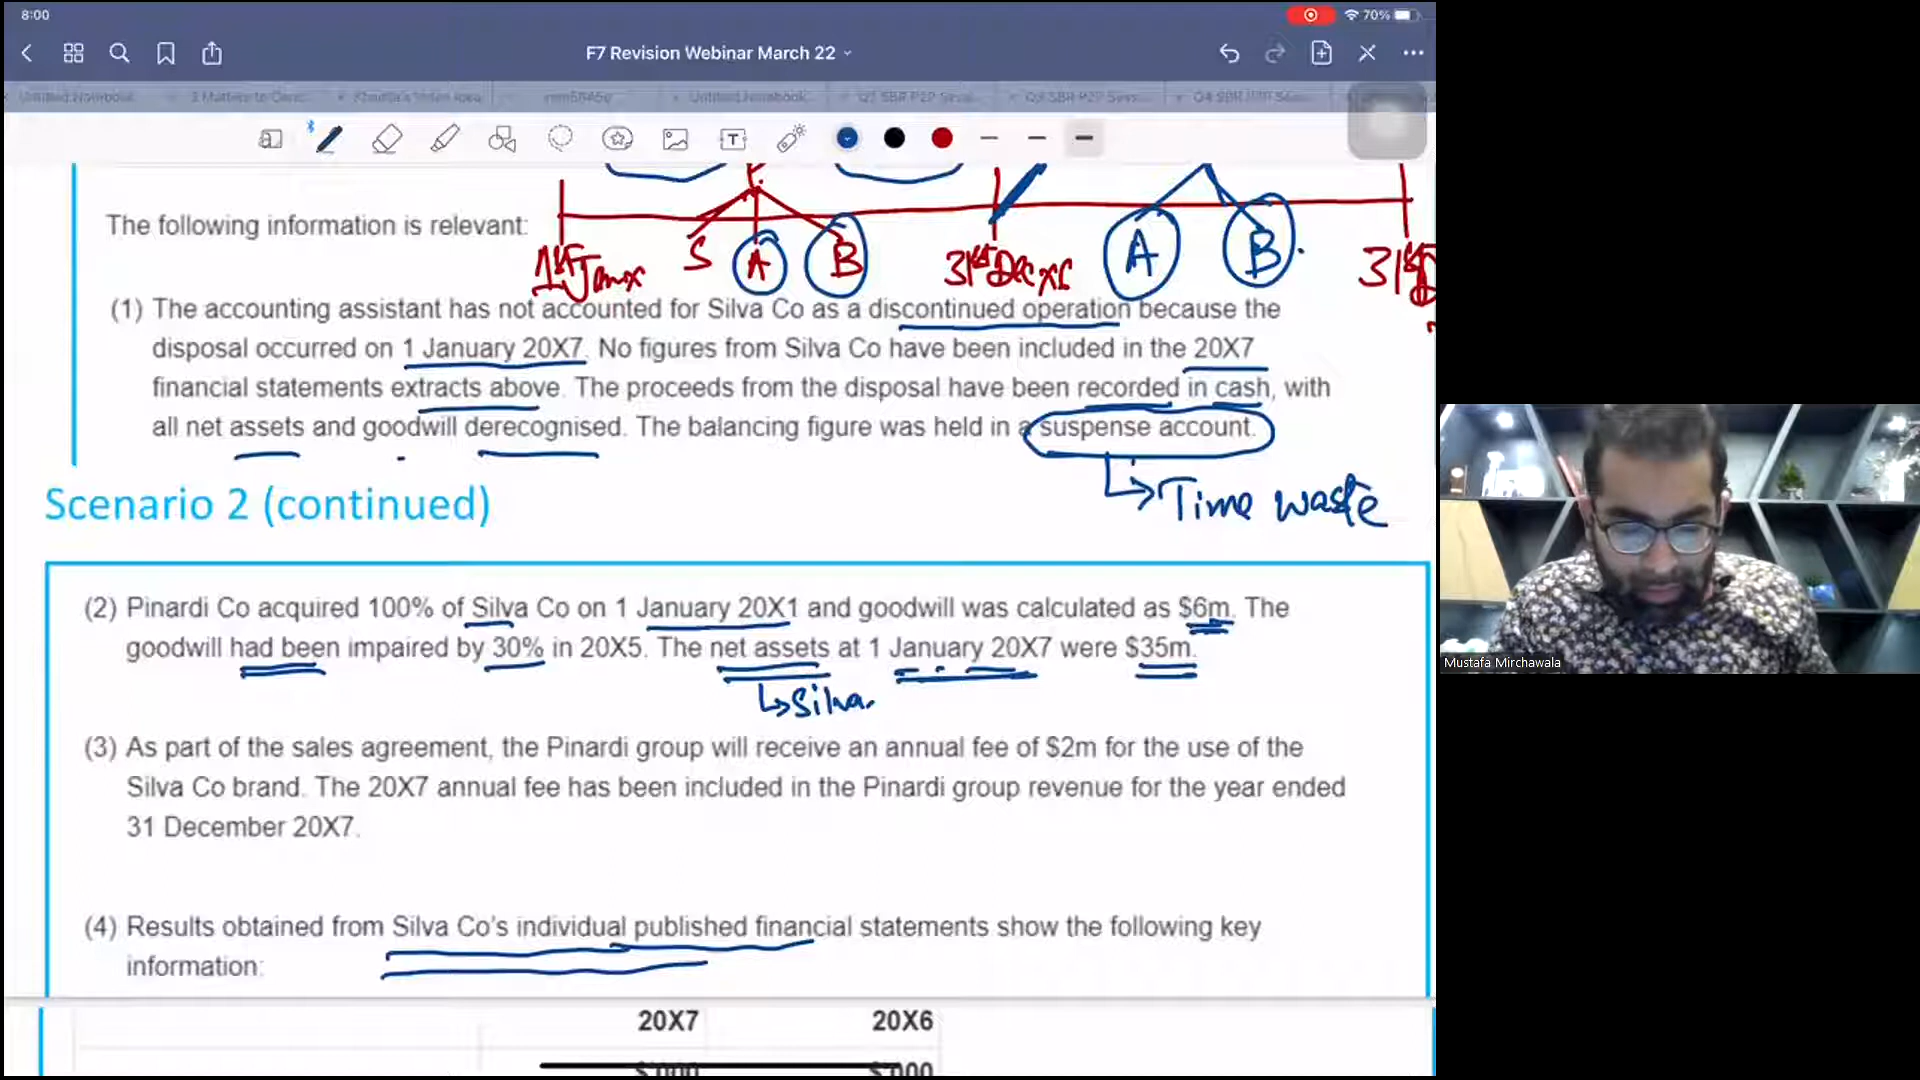 8:00
70%
F7 Revision Webinar March 22
Untitled Notebook
The following information is relevant:
S A B
A B
(1) The accounting assistant has not accounted for Silva Co as a discontinued operation because the
disposal occurred on 1 January 20X7. No figures from Silva Co have been included in the 20X7
financial statements extracts above. The proceeds from the disposal have been recorded in cash, with
all net assets and goodwill derecognised. The balancing figure was held in a suspense account.
Time waste
Scenario 2 (continued)
(2) Pinardi Co acquired 100% of Silva Co on 1 January 20X1 and goodwill was calculated as $6m. The
goodwill had been impaired by 30% in 20X5. The net assets at 1 January 20X7 were $35m.
Silva
(3) As part of the sales agreement, the Pinardi group will receive an annual fee of $2m for the use of the
Silva Co brand. The 20X7 annual fee has been included in the Pinardi group revenue for the year ended
31 December 20X7.
(4) Results obtained from Silva Co's individual published financial statements show the following key
information:
20X7 20X6
Mustafa Mirchawala